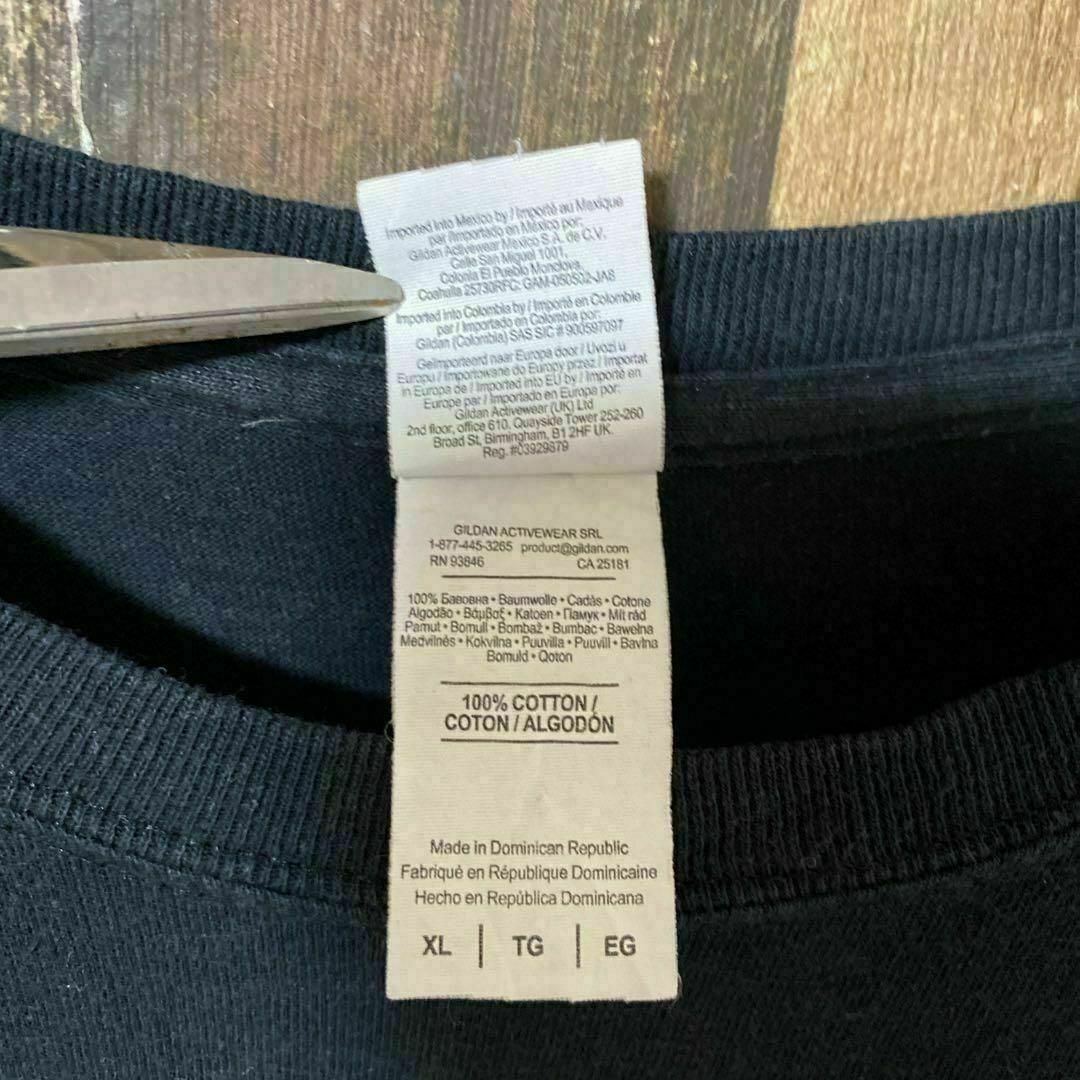 Imported into Mexico by / Importé au Mexique
par / Importado en México por:
Gildan Activewear Mexico S.A. de C.V.
Calle San Miguel 1001,
Colonia El Pueblo Monclova,
Coahuila 25730RFC: GAM-050502-JA8
Imported into Colombia by / Importé en Colombie
par / Importado en Colombia por:
Gildan (Colombia) SAS SIC # 900597097
Geïmporteerd naar Europa door / Uvozi u
Europu / Importowane do Europy przez / Importat
in Europa de / Imported into EU by / Importé en
Europe par / Importado en Europa por:
Gildan Activewear (UK) Ltd
2nd floor, office 610. Quayside Tower 252-260
Broad St, Birmingham, B1 2HF UK.
Reg. #03929879
GILDAN ACTIVEWEAR SRL
1-877-445-3265 product@gildan.com
RN 93846 CA 25181
100% Бавовна • Baumwolle • Cadás • Cotone
Algodão • Βάμβαξ • Katoen • Памук • Mit rád
Pamut • Bomull • Bombaž • Bumbac • Bawełna
Medvilnės • Kokvilna • Puuvilla • Puuvill • Bavlna
Bomuld • Qoton
100% COTTON /
COTON / ALGODÓN
Made in Dominican Republic
Fabriqué en République Dominicaine
Hecho en República Dominicana
XL | TG | EG